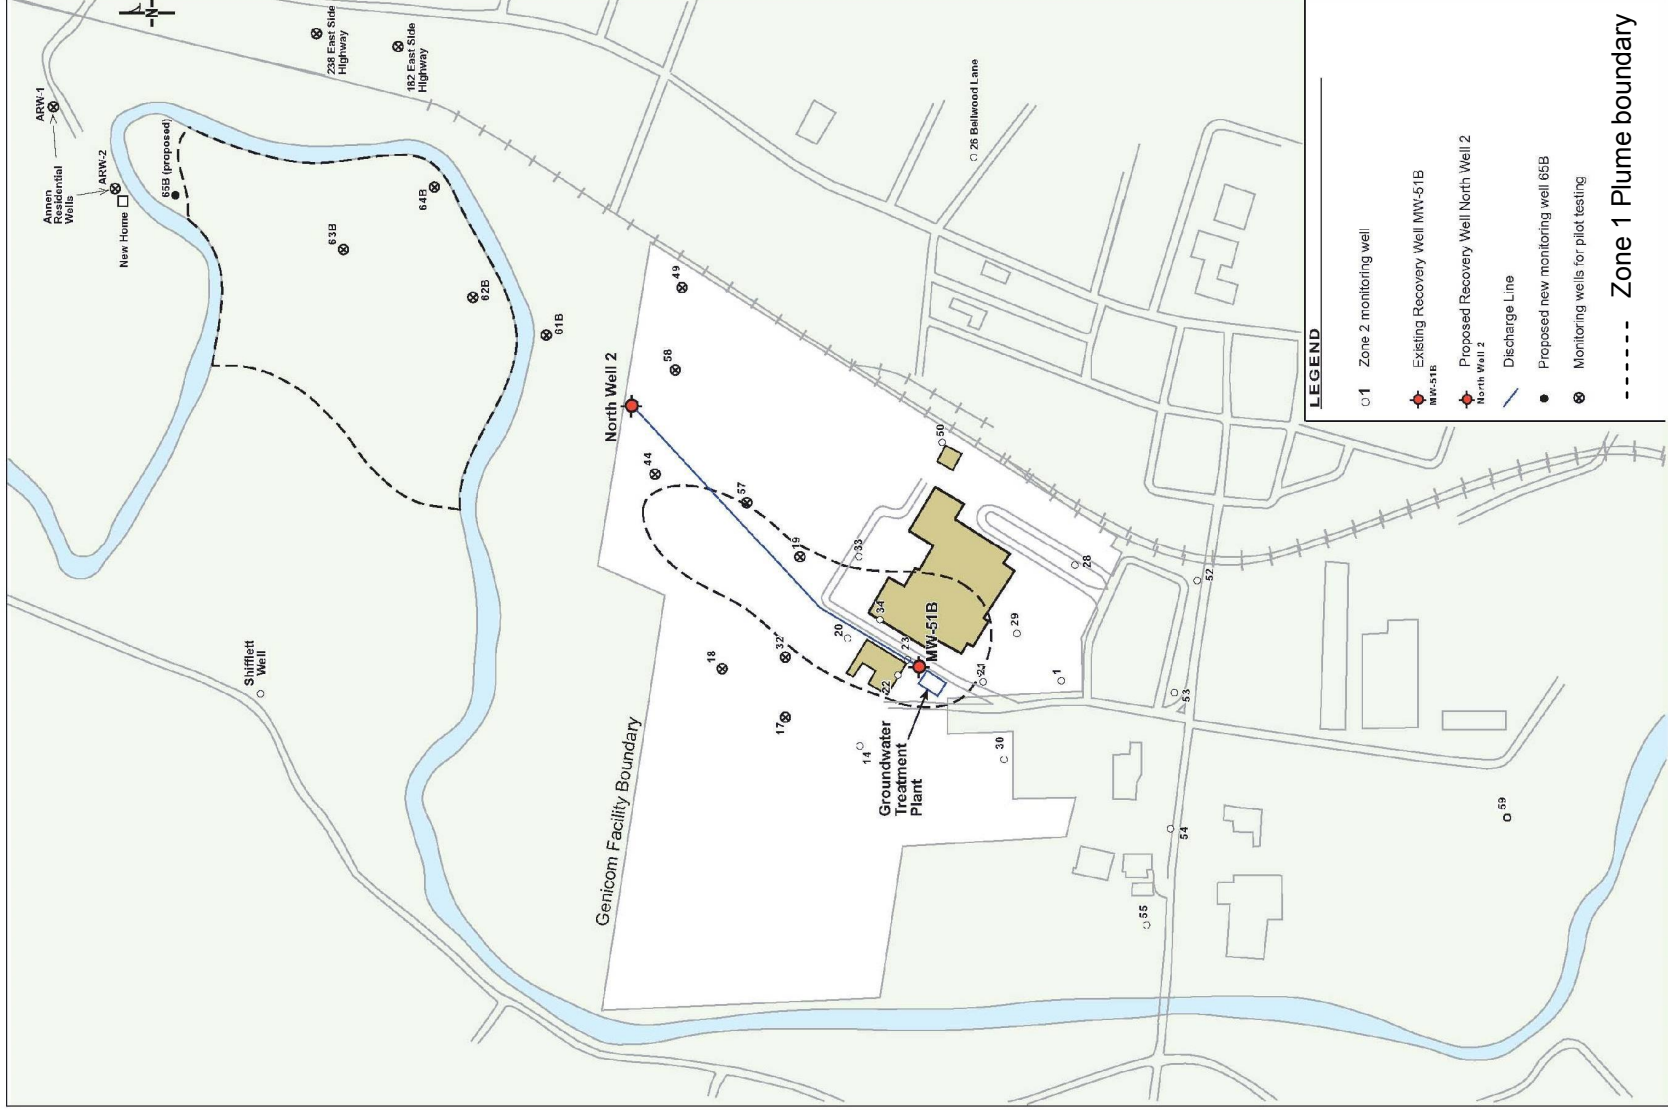 N
238 East Side
Highway
182 East Side
Highway
ARW-1
ARW-2
Annen
Residential
Wells
New Home
65B (proposed)
63B
64B
62B
61B
26 Bellwood Lane
49
58
North Well 2
44
57
19
33
50
Shifflett
Well
18
32
20
34
23
MW-51B
22
17
14
Groundwater
Treatment
Plant
21
29
28
1
30
52
53
54
55
59
Genicom Facility Boundary
LEGEND
1 Zone 2 monitoring well
MW-51B Existing Recovery Well MW-51B
North Well 2 Proposed Recovery Well North Well 2
Discharge Line
Proposed new monitoring well 65B
Monitoring wells for pilot testing
Zone 1 Plume boundary